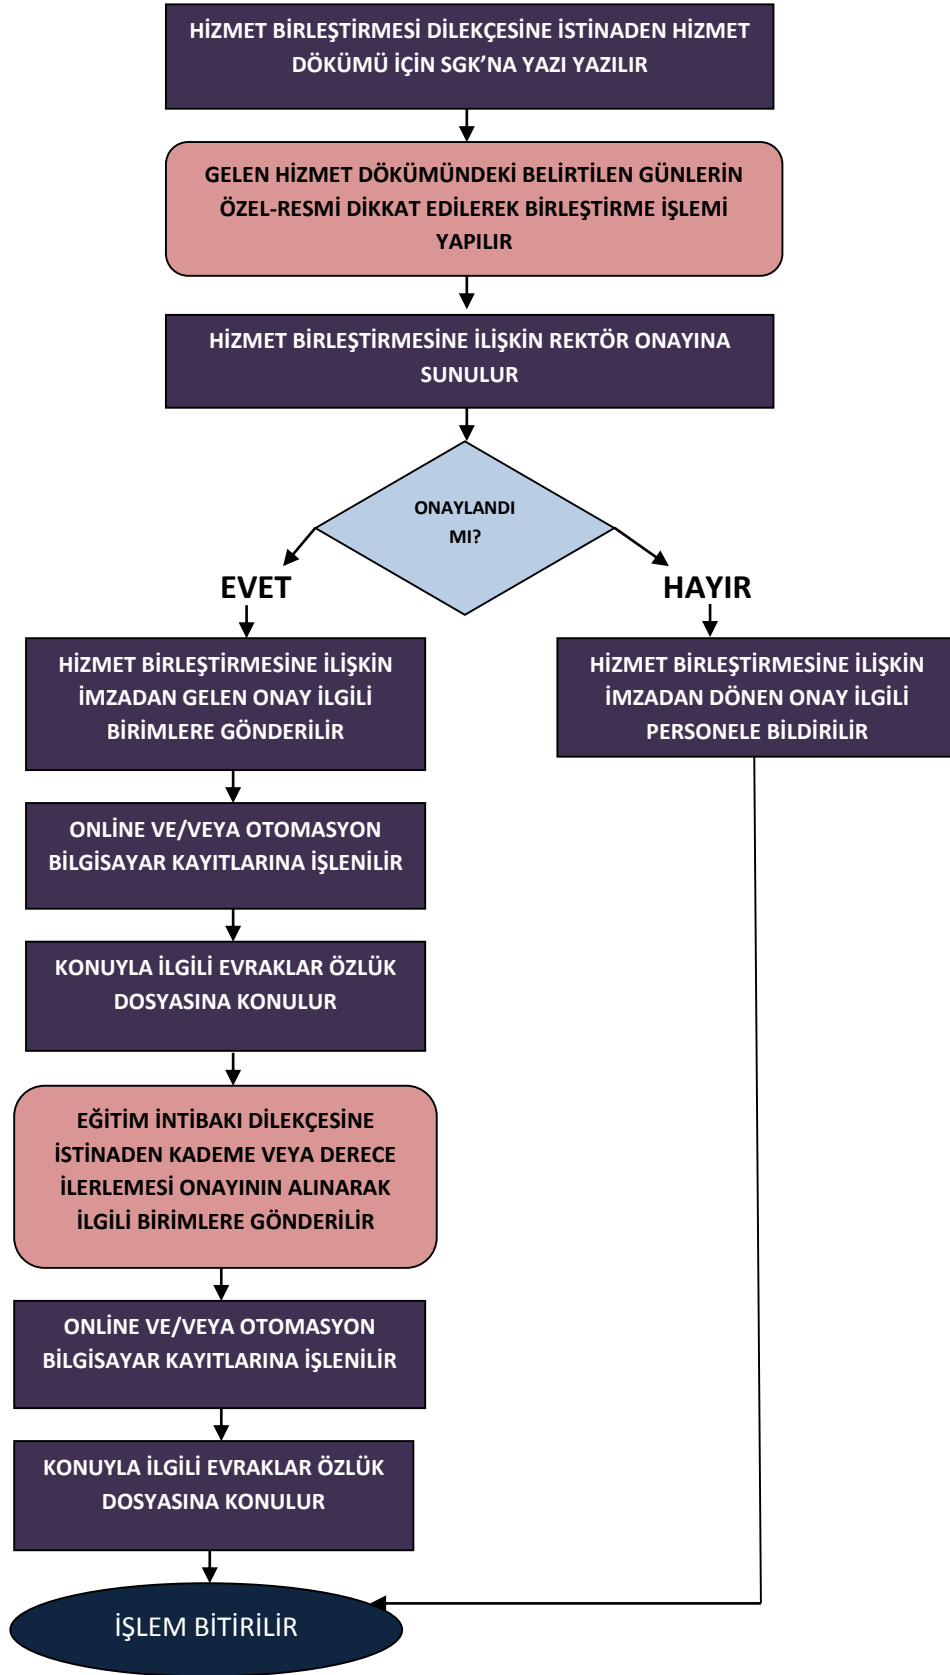 HİZMET BİRLEŞTİRMESİ DİLEKÇESİNE İSTİNADEN HİZMET
DÖKÜMÜ İÇİN SGK’NA YAZI YAZILIR
GELEN HİZMET DÖKÜMÜNDEKİ BELİRTİLEN GÜNLERİN
ÖZEL-RESMİ DİKKAT EDİLEREK BİRLEŞTİRME İŞLEMİ
YAPILIR
HİZMET BİRLEŞTİRMESİNE İLİŞKİN REKTÖR ONAYINA
SUNULUR
ONAYLANDI
MI?
EVET
HAYIR
HİZMET BİRLEŞTİRMESİNE İLİŞKİN
İMZADAN GELEN ONAY İLGİLİ
BİRİMLERE GÖNDERİLİR
HİZMET BİRLEŞTİRMESİNE İLİŞKİN
İMZADAN DÖNEN ONAY İLGİLİ
PERSONELE BİLDİRİLİR
ONLİNE VE/VEYA OTOMASYON
BİLGİSAYAR KAYITLARINA İŞLENİLİR
KONUYLA İLGİLİ EVRAKLAR ÖZLÜK
DOSYASINA KONULUR
EĞİTİM İNTİBAKI DİLEKÇESİNE
İSTİNADEN KADEME VEYA DERECE
İLERLEMESİ ONAYININ ALINARAK
İLGİLİ BİRİMLERE GÖNDERİLİR
ONLİNE VE/VEYA OTOMASYON
BİLGİSAYAR KAYITLARINA İŞLENİLİR
KONUYLA İLGİLİ EVRAKLAR ÖZLÜK
DOSYASINA KONULUR
İŞLEM BİTİRİLİR